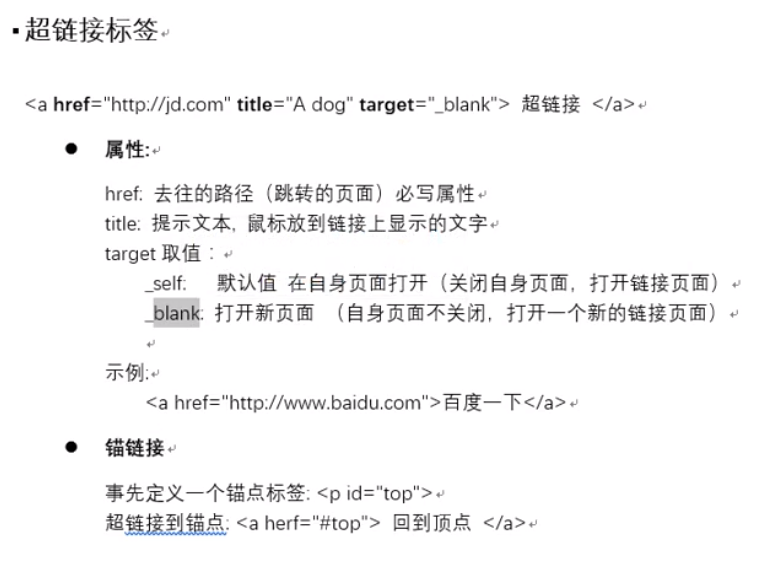 超链接标签
<a href="http://jd.com" title="A dog" target="_blank"> 超链接 </a>
● 属性:
href: 去往的路径（跳转的页面）必写属性
title: 提示文本, 鼠标放到链接上显示的文字
target 取值：
_self: 默认值 在自身页面打开（关闭自身页面，打开链接页面）
_blank: 打开新页面 （自身页面不关闭，打开一个新的链接页面）
示例:
<a href="http://www.baidu.com">百度一下</a>
● 锚链接
事先定义一个锚点标签: <p id="top">
超链接到锚点: <a herf="#top"> 回到顶点 </a>